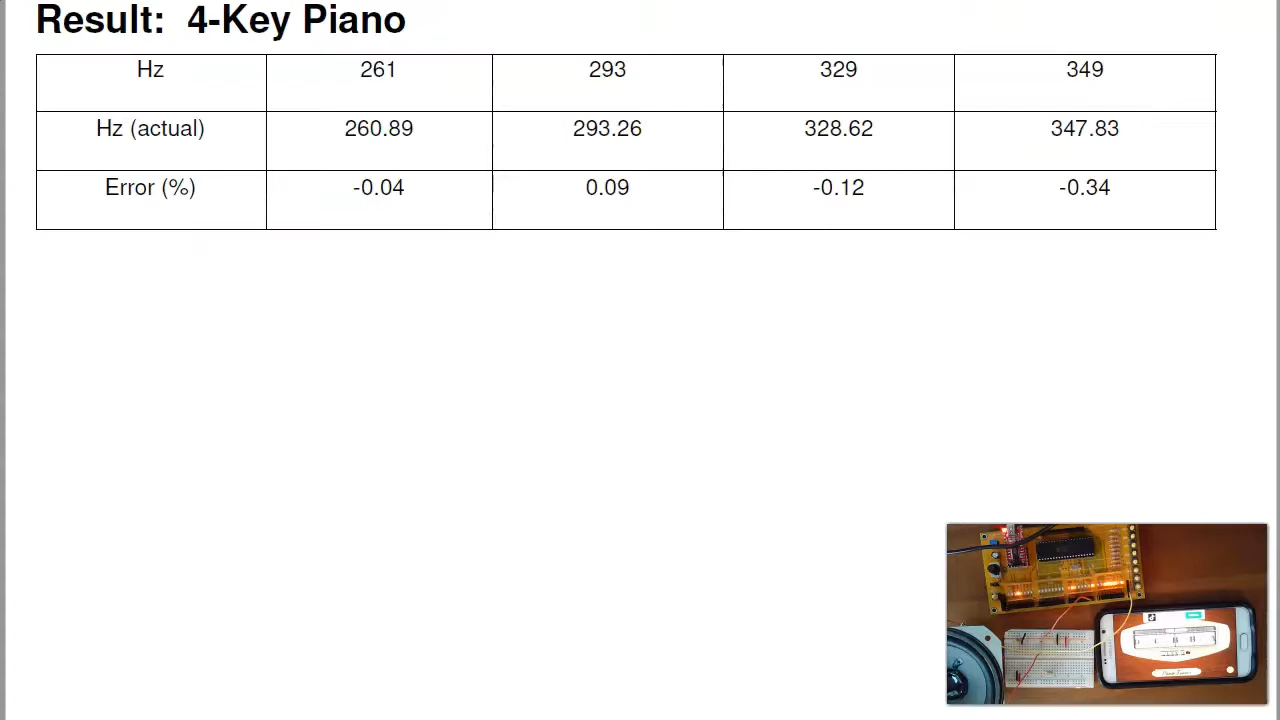 Result: 4-Key Piano
Hz 261 293 329 349
Hz (actual) 260.89 293.26 328.62 347.83
Error (%) -0.04 0.09 -0.12 -0.34